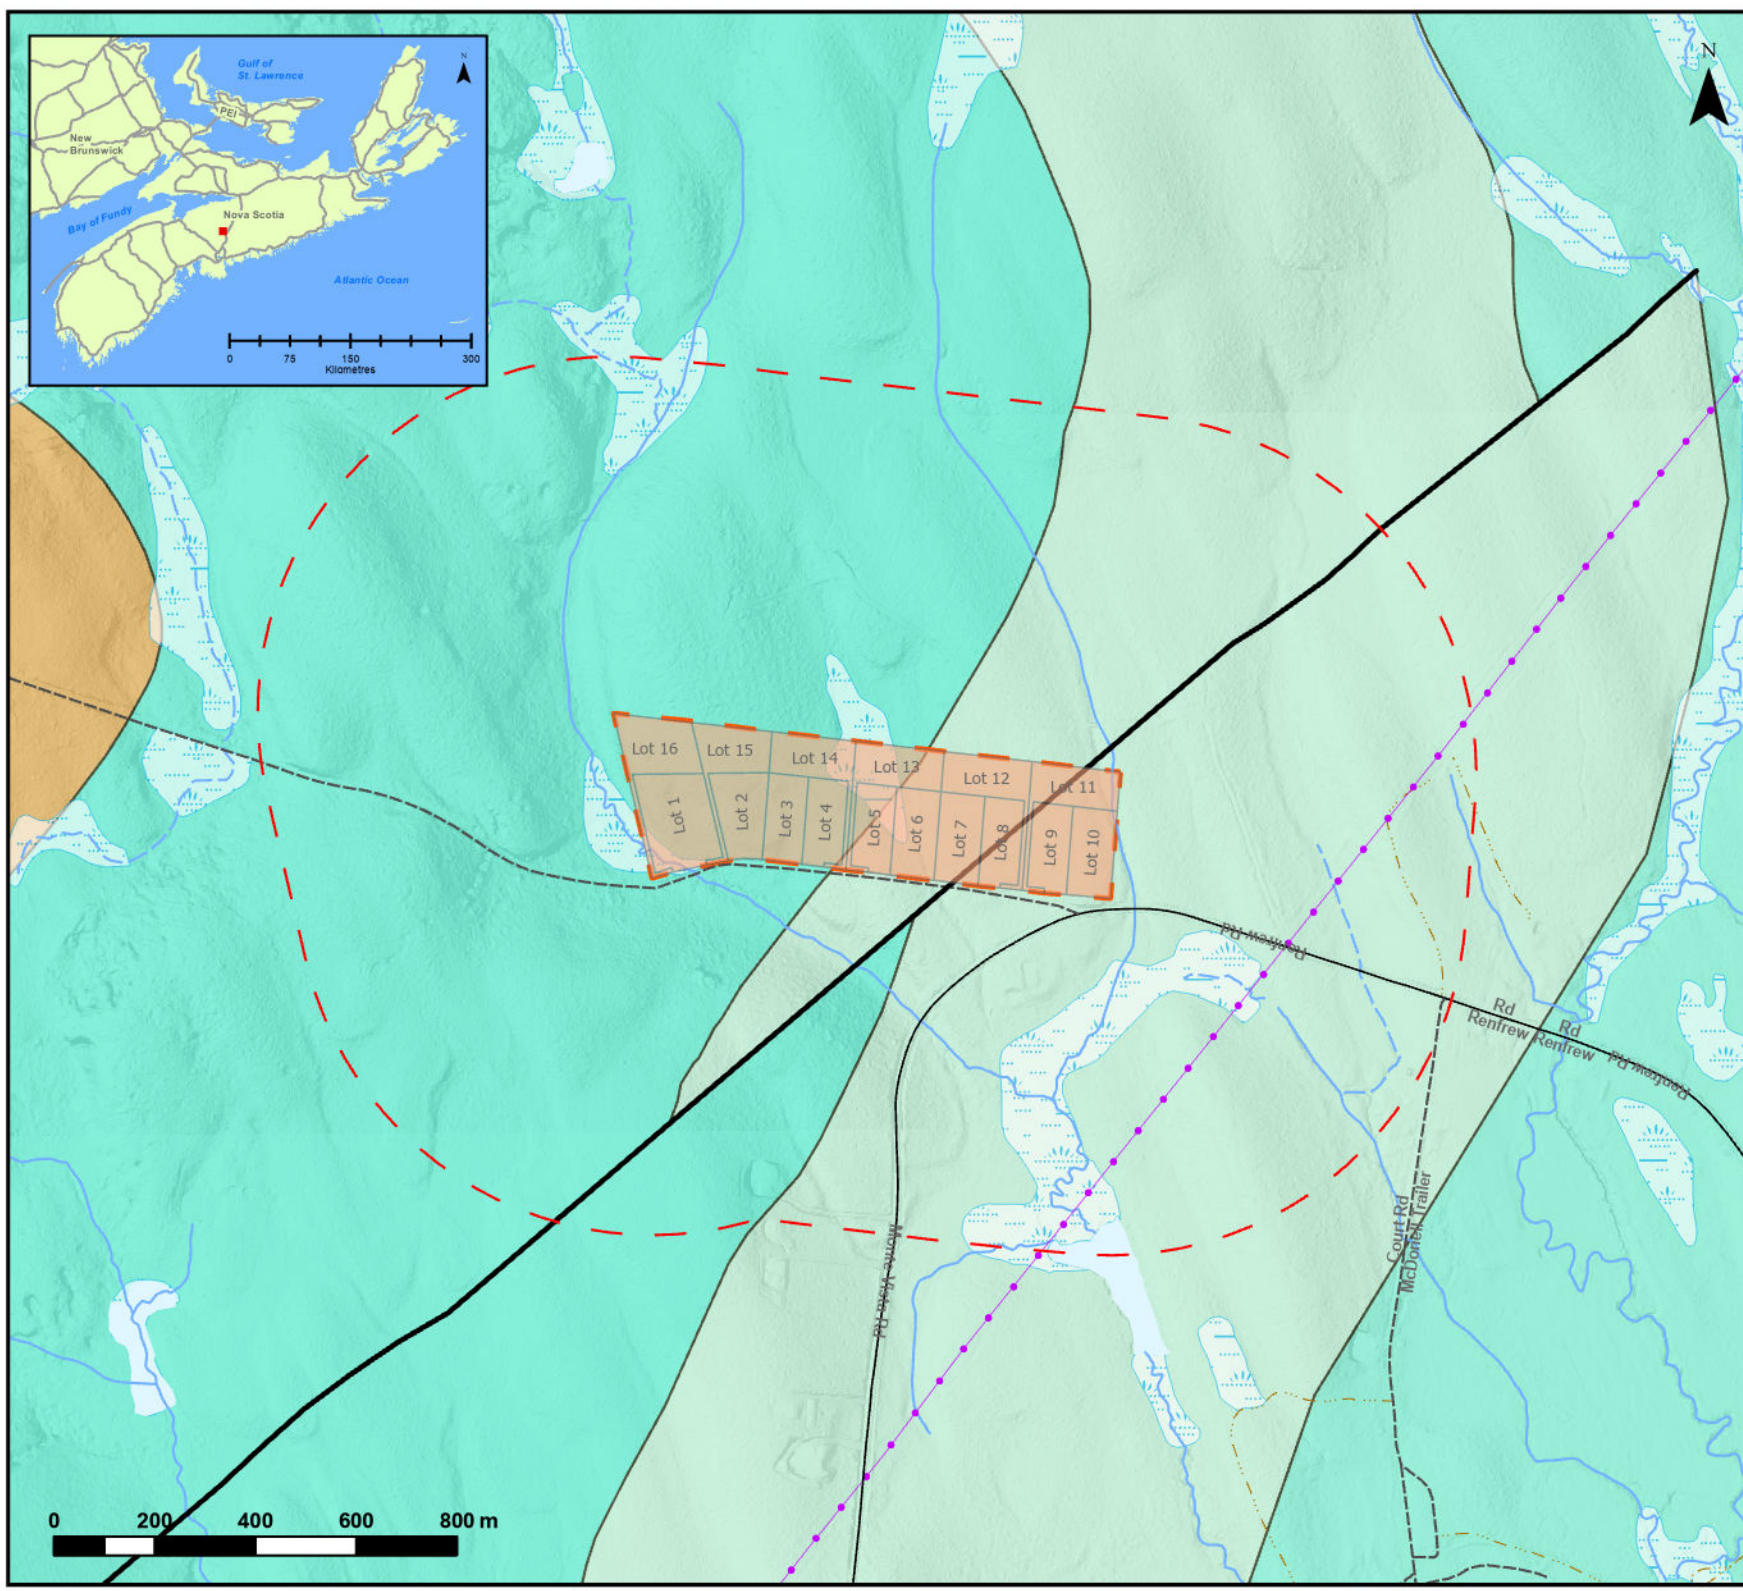 N
Gulf of
St. Lawrence
PEI
New
Brunswick
Nova Scotia
Bay of Fundy
Atlantic Ocean
0 75 150 300
Kilometres
N
Lot 16
Lot 15
Lot 14
Lot 13
Lot 12
Lot 11
Lot 1
Lot 2
Lot 3
Lot 4
Lot 5
Lot 6
Lot 7
Lot 8
Lot 9
Lot 10
Renfrew Rd
Rd
Renfrew
Rd
Renfrew
Renfrew Rd
Monte Vista Rd
Court Rd
McDonell Trailer
0 200 400 600 800 m